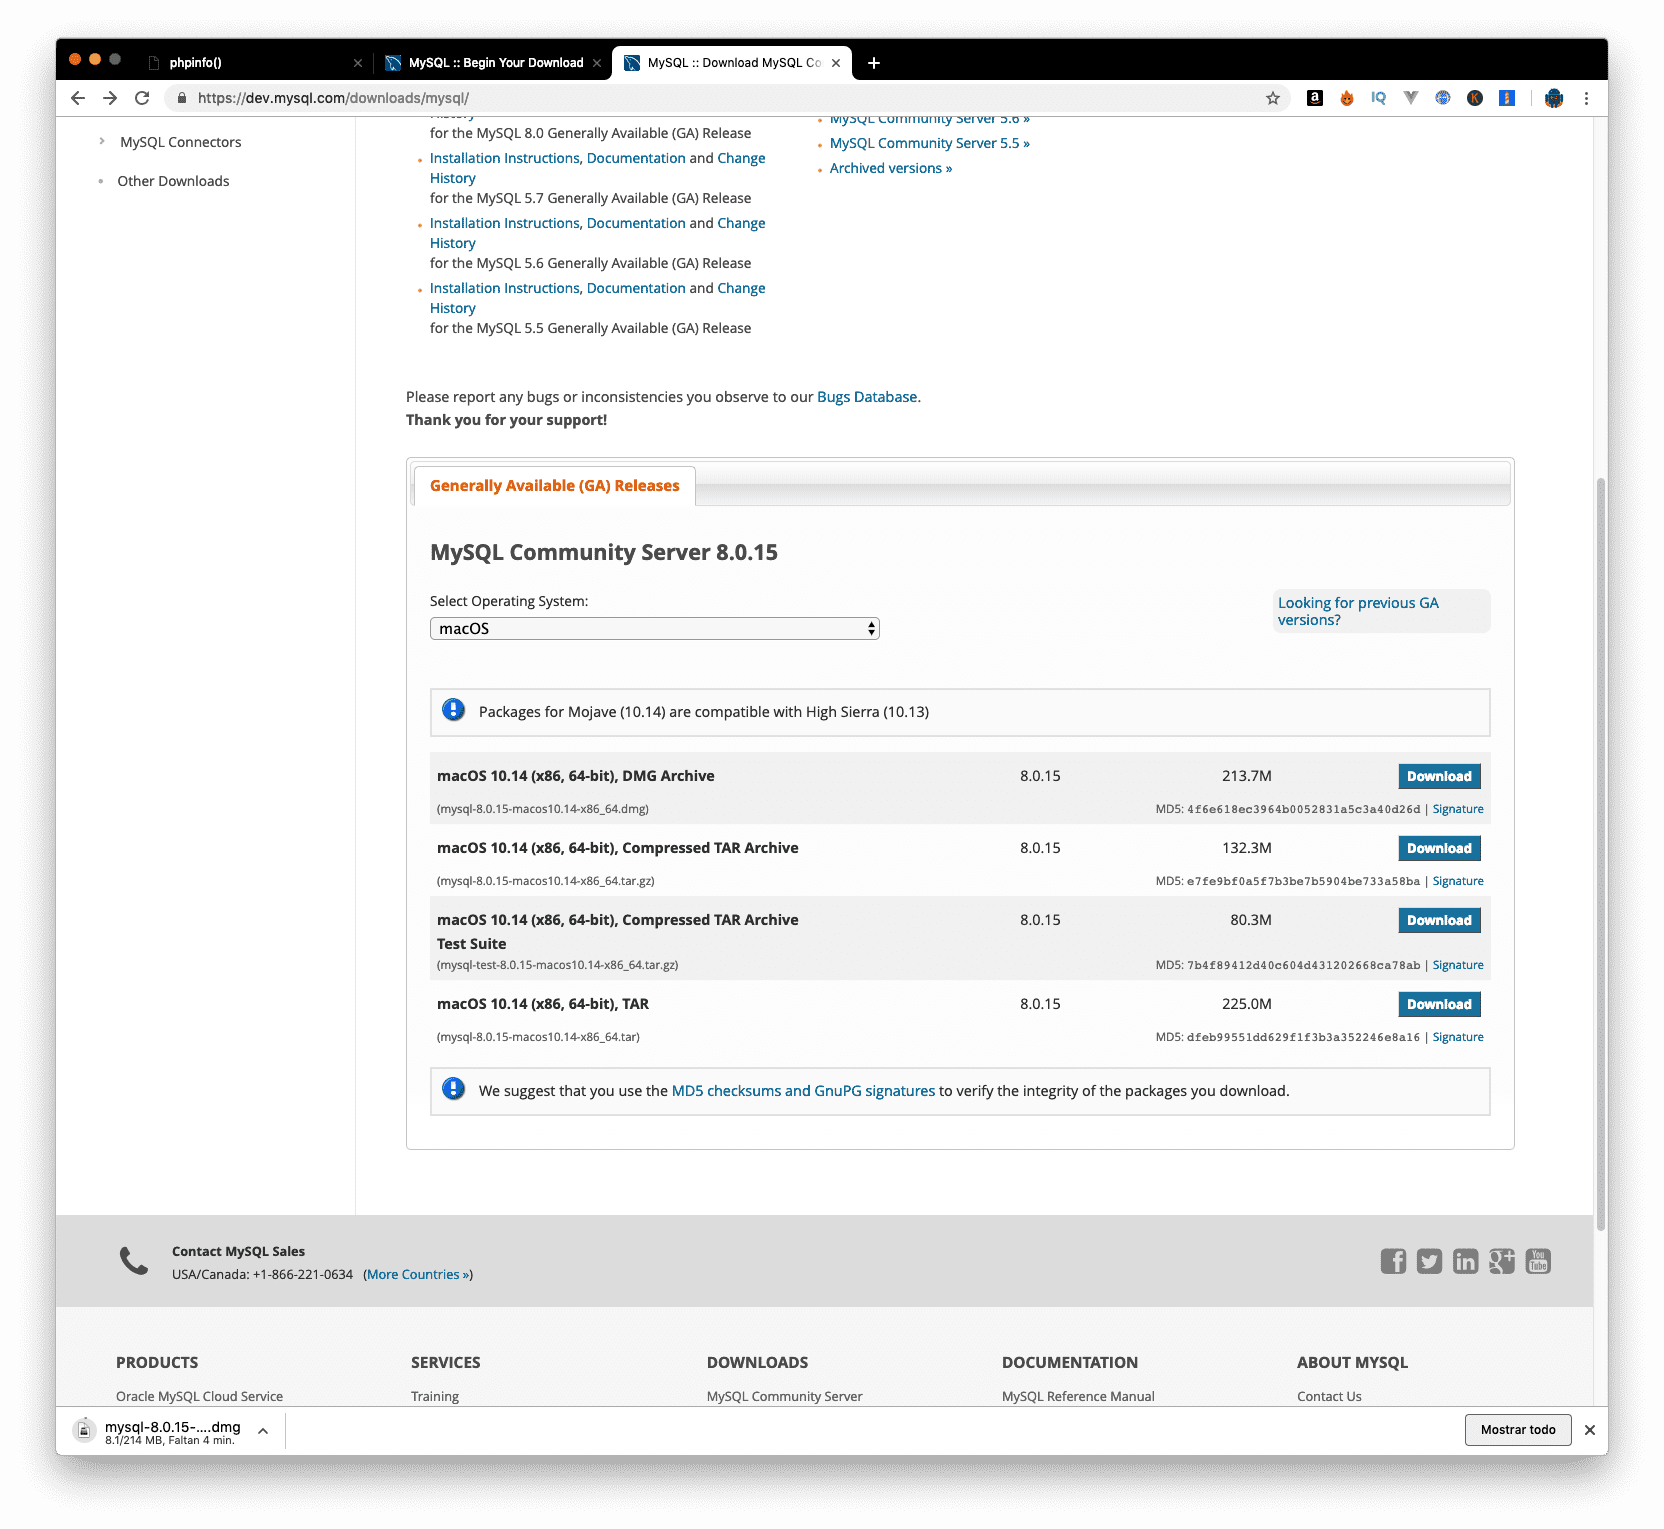 phpinfo()
MySQL :: Begin Your Download
MySQL :: Download MySQL Co
https://dev.mysql.com/downloads/mysql/
MySQL Connectors
Other Downloads
History
for the MySQL 8.0 Generally Available (GA) Release
Installation Instructions, Documentation and Change
History
for the MySQL 5.7 Generally Available (GA) Release
Installation Instructions, Documentation and Change
History
for the MySQL 5.6 Generally Available (GA) Release
Installation Instructions, Documentation and Change
History
for the MySQL 5.5 Generally Available (GA) Release
MySQL Community Server 5.6 »
MySQL Community Server 5.5 »
Archived versions »
Please report any bugs or inconsistencies you observe to our Bugs Database.
Thank you for your support!
Generally Available (GA) Releases
MySQL Community Server 8.0.15
Select Operating System:
macOS
Looking for previous GA
versions?
Packages for Mojave (10.14) are compatible with High Sierra (10.13)
macOS 10.14 (x86, 64-bit), DMG Archive 8.0.15 213.7M Download
(mysql-8.0.15-macos10.14-x86_64.dmg) MD5: 4f6e618ec3964b0052831a5c3a40d26d | Signature
macOS 10.14 (x86, 64-bit), Compressed TAR Archive 8.0.15 132.3M Download
(mysql-8.0.15-macos10.14-x86_64.tar.gz) MD5: e7fe9bf0a5f7b3be7b5904be733a58ba | Signature
macOS 10.14 (x86, 64-bit), Compressed TAR Archive 8.0.15 80.3M Download
Test Suite
(mysql-test-8.0.15-macos10.14-x86_64.tar.gz) MD5: 7b4f89412d40c604d431202668ca78ab | Signature
macOS 10.14 (x86, 64-bit), TAR 8.0.15 225.0M Download
(mysql-8.0.15-macos10.14-x86_64.tar) MD5: dfeb99551dd629f1f3b3a352246e8a16 | Signature
We suggest that you use the MD5 checksums and GnuPG signatures to verify the integrity of the packages you download.
Contact MySQL Sales
USA/Canada: +1-866-221-0634 (More Countries »)
You
Tube
PRODUCTS SERVICES DOWNLOADS DOCUMENTATION ABOUT MYSQL
Oracle MySQL Cloud Service Training MySQL Community Server MySQL Reference Manual Contact Us
mysql-8.0.15-....dmg
8.1/214 MB, Faltan 4 min.
Mostrar todo